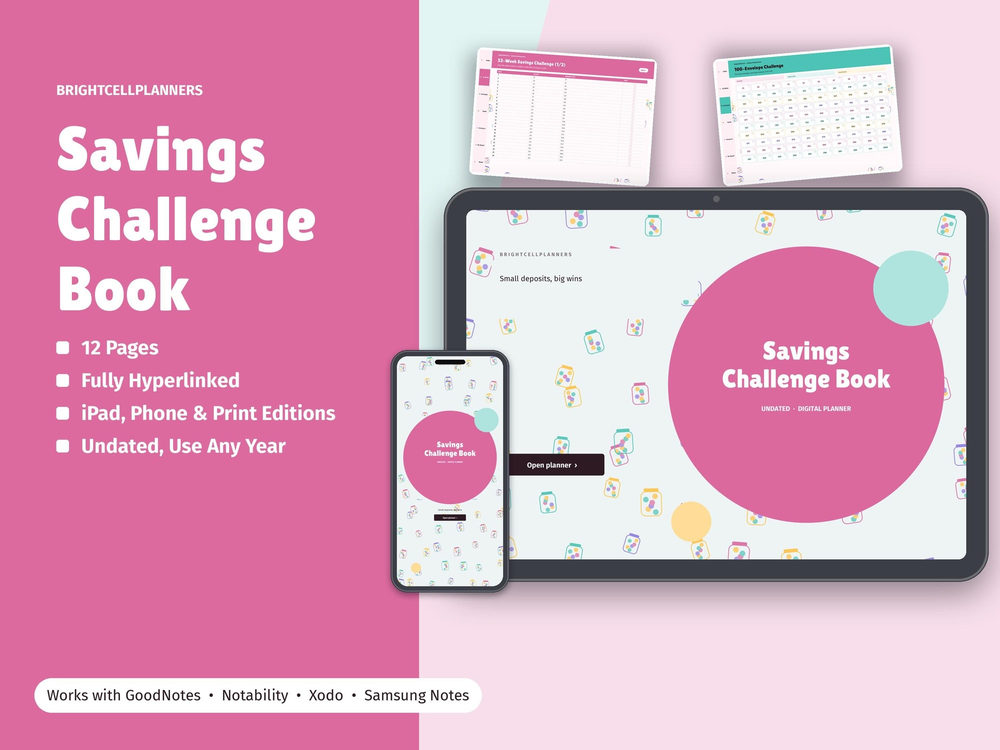 BRIGHTCELLPLANNERS
Savings
Challenge
Book
12 Pages
Fully Hyperlinked
iPad, Phone & Print Editions
Undated, Use Any Year
Works with GoodNotes • Notability • Xodo • Samsung Notes
52-Week Savings Challenge (1/2)
100-Envelope Challenge
BRIGHTCELLPLANNERS
Small deposits, big wins
Savings
Challenge Book
UNDATED · DIGITAL PLANNER
Open planner ›
Savings
Challenge Book